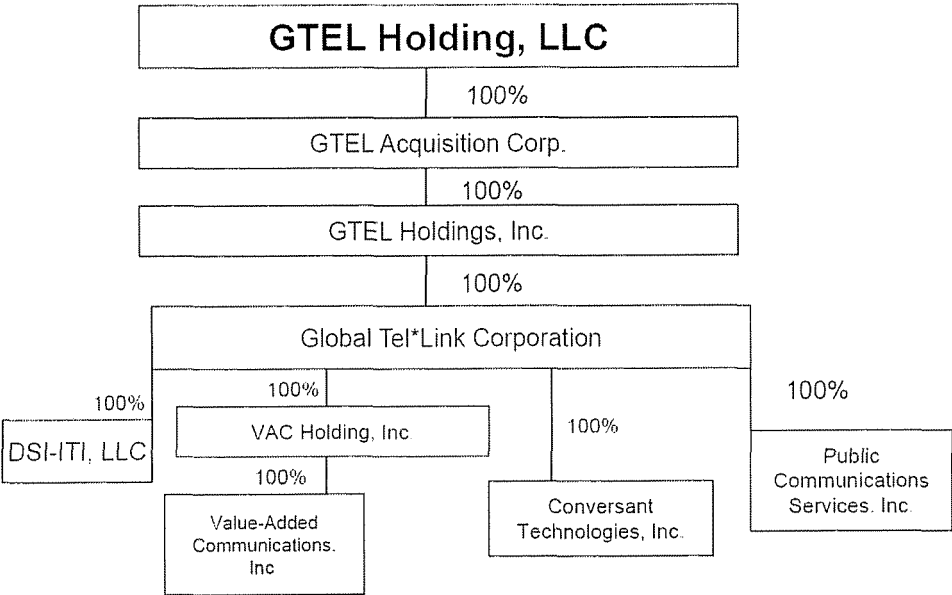 GTEL Holding, LLC
100%
GTEL Acquisition Corp.
100%
GTEL Holdings, Inc.
100%
Global Tel*Link Corporation
100%
DSI-ITI, LLC
100%
VAC Holding, Inc.
100%
Value-Added
Communications.
Inc
100%
Conversant
Technologies, Inc.
100%
Public
Communications
Services. Inc.